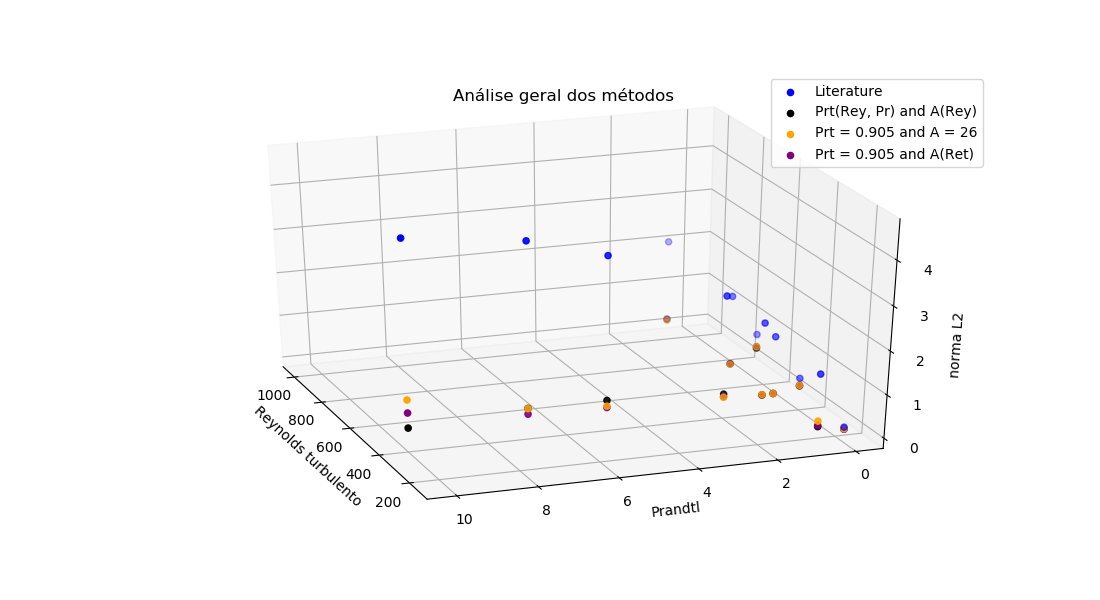 Análise geral dos métodos
Literature
Prt(Rey, Pr) and A(Rey)
Prt = 0.905 and A = 26
Prt = 0.905 and A(Ret)
1000
800
600
400
200
Reynolds turbulento
10
8
6
4
2
0
Prandtl
4
3
2
1
0
norma L2